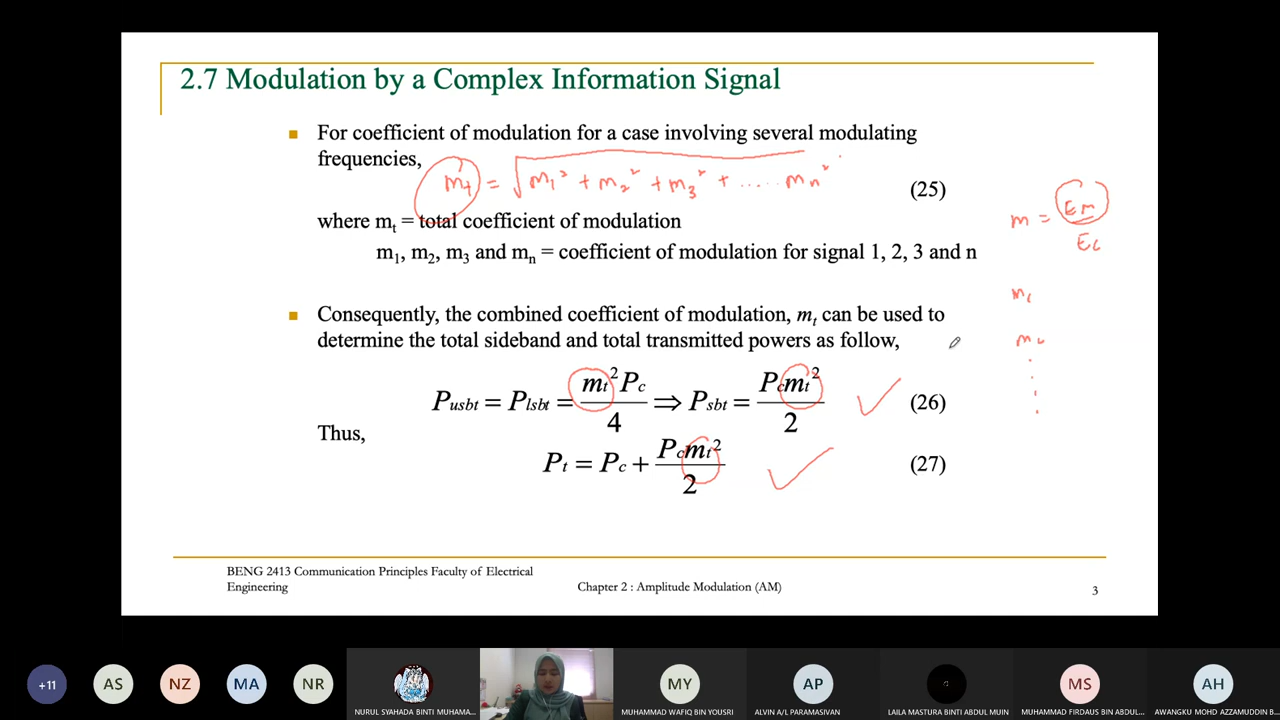 2.7 Modulation by a Complex Information Signal
■ For coefficient of modulation for a case involving several modulating
frequencies,
mt = √(m1² + m2² + m3² + ..... mn²)
(25)
m = Em/Ec
where mt = total coefficient of modulation
m1, m2, m3 and mn = coefficient of modulation for signal 1, 2, 3 and n
m1
■ Consequently, the combined coefficient of modulation, mt can be used to
determine the total sideband and total transmitted powers as follow,
m2
Pusbt = Plsbt = mt²Pc/4 ⇒ Psbt = Pcmt²/2 (26)
Thus,
Pt = Pc + Pcmt²/2 (27)
BENG 2413 Communication Principles Faculty of Electrical
Engineering
Chapter 2 : Amplitude Modulation (AM)
3
+11
AS
NZ
MA
NR
MY
AP
MS
AH
NURUL SYAHADA BINTI MUHAMA...
MUHAMMAD WAFIQ BIN YOUSRI
ALVIN A/L PARAMASIVAN
LAILA MASTURA BINTI ABDUL MUIN
MUHAMMAD FIRDAUS BIN ABDUL...
AWANGKU MOHD AZZAMUDDIN B...